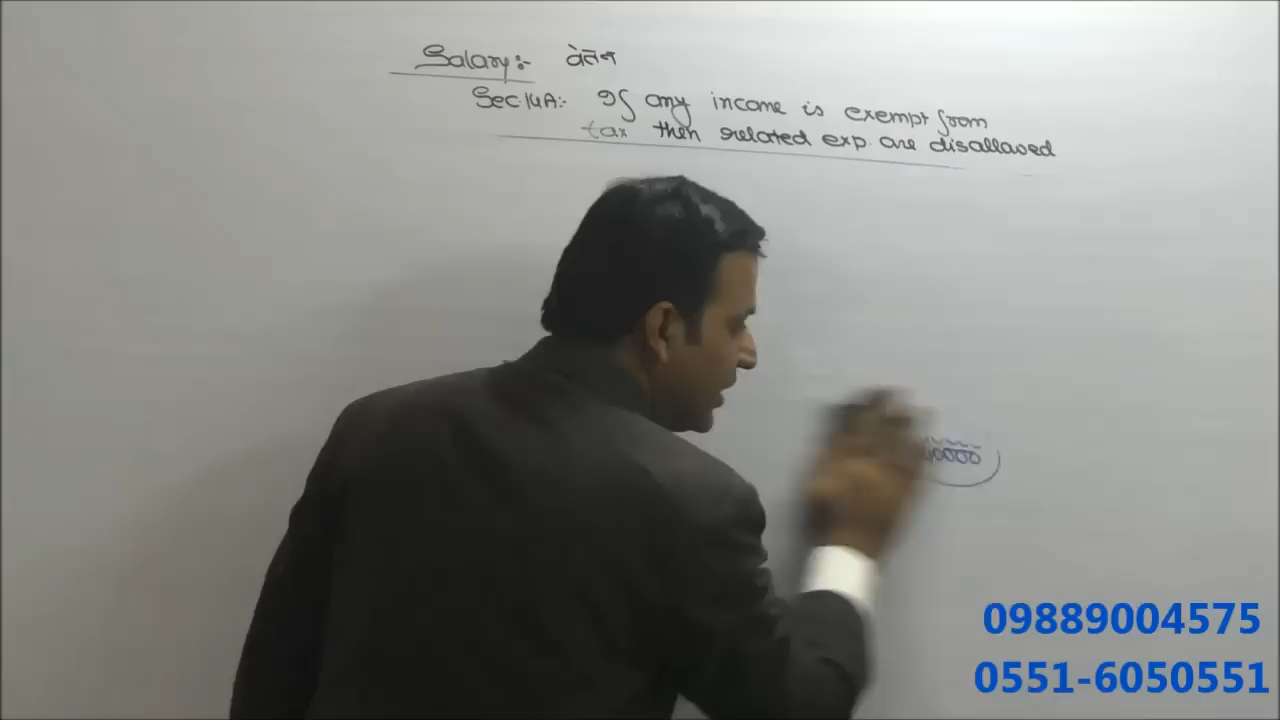 Salary:- वेतन
Sec.14A:- If any income is exempt from
tax then related exp. are disallowed
0000
09889004575
0551-6050551